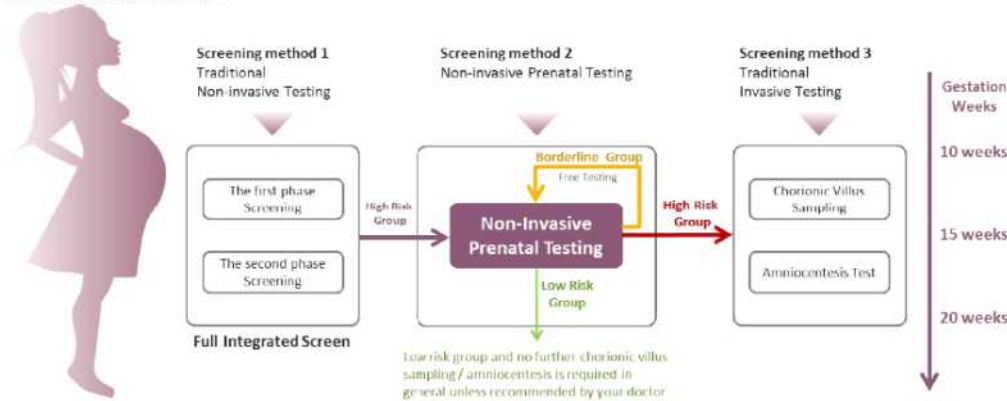 Screening method 1
Traditional
Non-invasive Testing
Screening method 2
Non-invasive Prenatal Testing
Screening method 3
Traditional
Invasive Testing
Gestation
Weeks
10 weeks
15 weeks
20 weeks
The first phase
Screening
The second phase
Screening
Full Integrated Screen
High Risk
Group
Borderline Group
Free Testing
Non-Invasive
Prenatal Testing
High Risk
Group
Low Risk
Group
Low risk group and no further chorionic villus
sampling / amniocentesis is required in
general unless recommended by your doctor
Chorionic Villus
Sampling
Amniocentesis Test